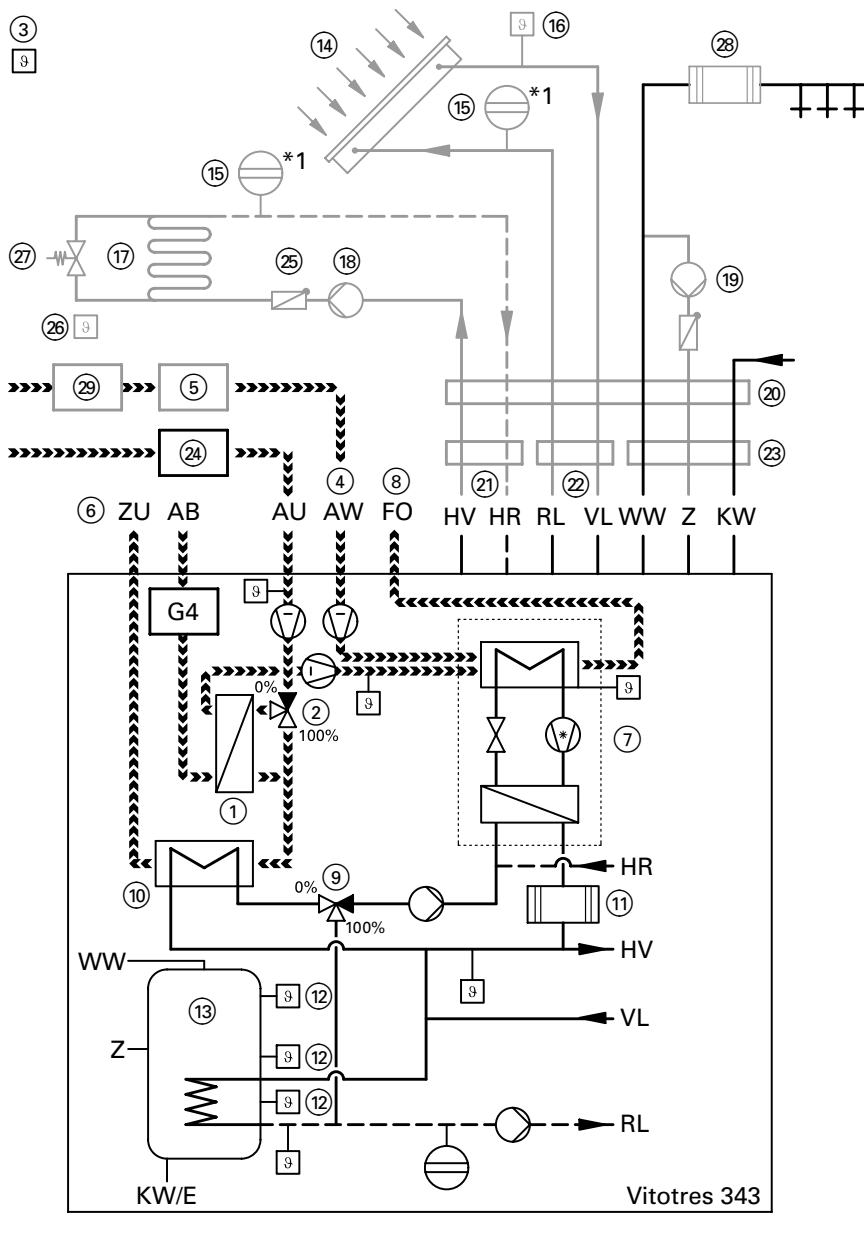 3 14 ϑ 16 28
ϑ
*1
15
*1
15
27 17 25 18 19
26 ϑ
29 5 20
24 4 8 21 22 23
6 ZU AB AU AW FO HV HR RL VL WW Z KW
ϑ
G4
0% ϑ ϑ
2
100% 7
1
HR
9
0%
10 11
100%
HV
WW
ϑ
13 ϑ 12
VL
Z ϑ 12
ϑ 12
RL
ϑ
KW/E Vitotres 343